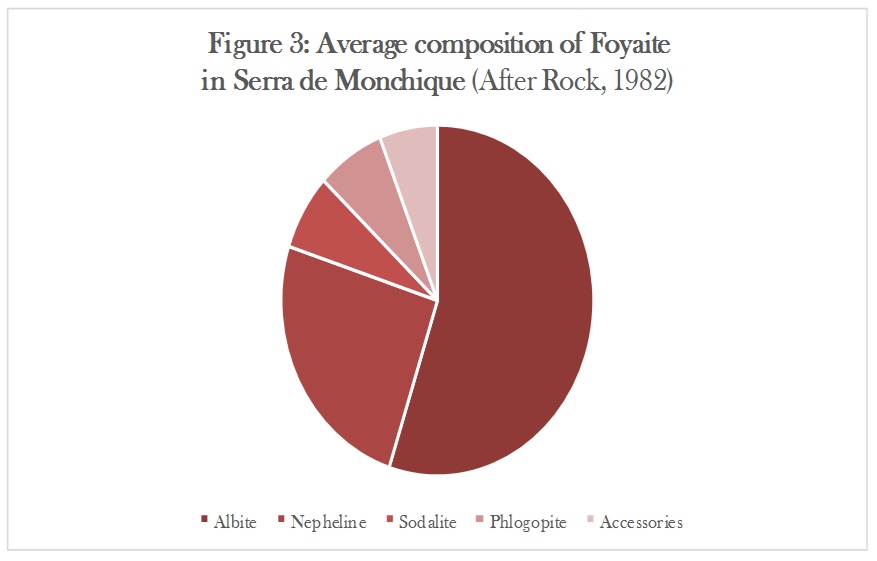 Figure 3: Average composition of Foyaite
in Serra de Monchique (After Rock, 1982)
Albite Nepheline Sodalite Phlogopite Accessories